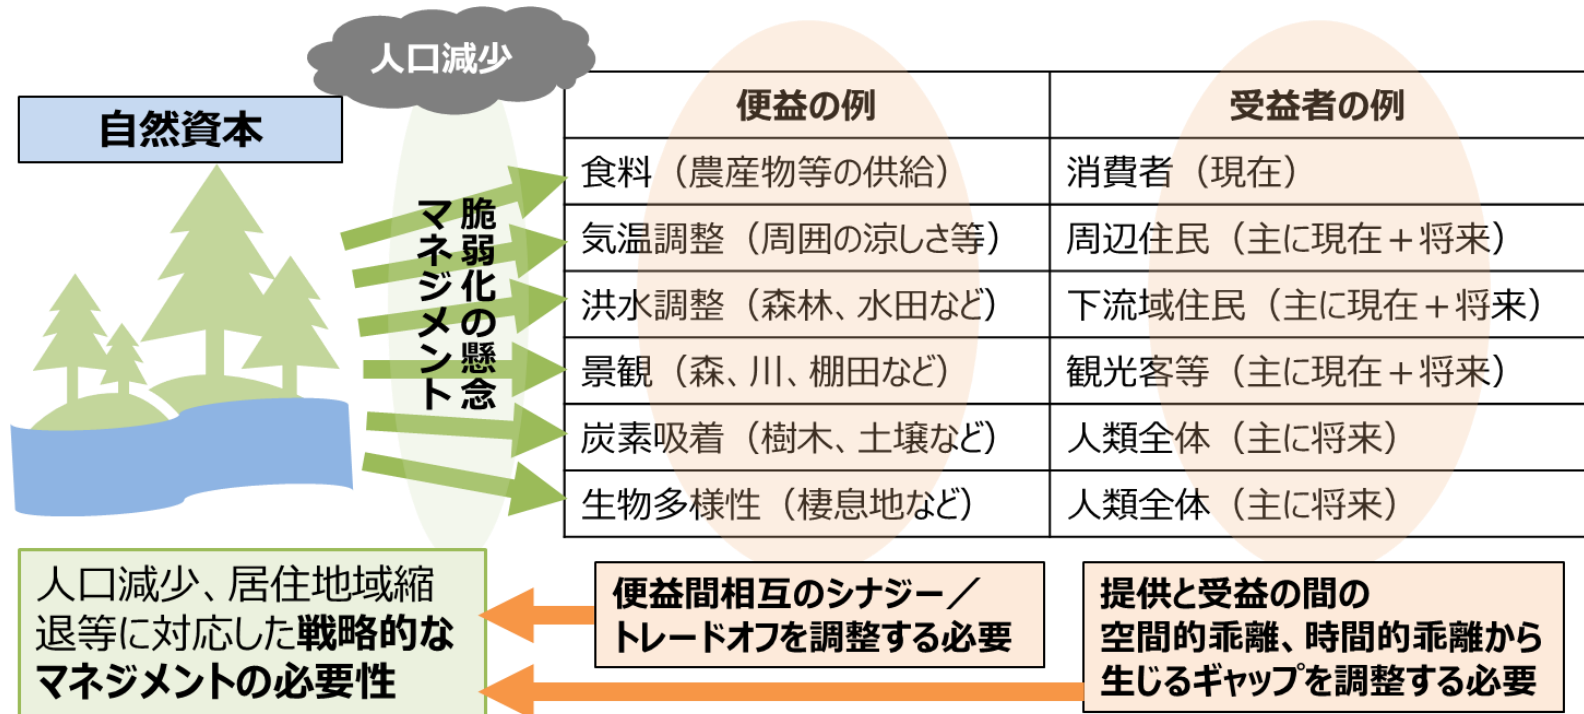 人口減少
自然資本
マネジメント
脆弱化の懸念
便益の例 受益者の例
食料（農産物等の供給） 消費者（現在）
気温調整（周囲の涼しさ等） 周辺住民（主に現在＋将来）
洪水調整（森林、水田など） 下流域住民（主に現在＋将来）
景観（森、川、棚田など） 観光客等（主に現在＋将来）
炭素吸着（樹木、土壌など） 人類全体（主に将来）
生物多様性（棲息地など） 人類全体（主に将来）
人口減少、居住地域縮
退等に対応した戦略的な
マネジメントの必要性
便益間相互のシナジー／
トレードオフを調整する必要
提供と受益の間の
空間的乖離、時間的乖離から
生じるギャップを調整する必要